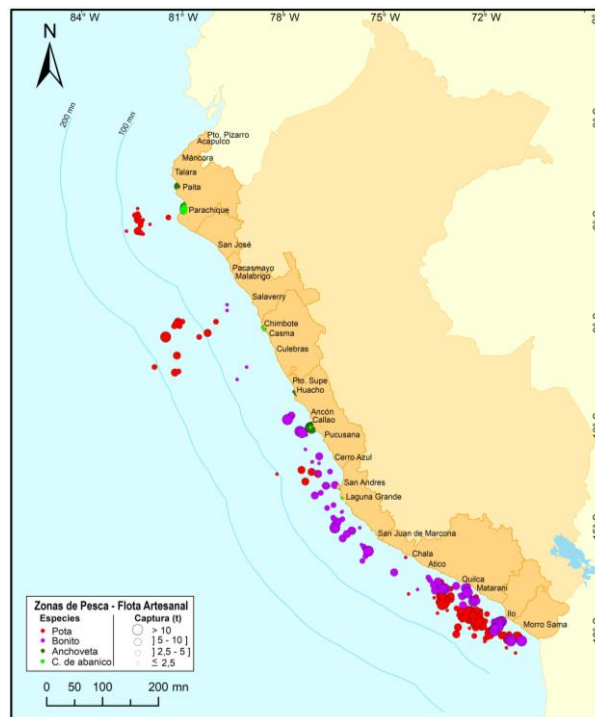 84° W 81° W 78° W 75° W 72° W
N
200 mn
100 mn
Pto. Pizarro
Acapulco
Máncora
Talara
Paita
Parachique
San José
Pacasmayo
Malabrigo
Salaverry
Chimbote
Casma
Culebras
Pto. Supe
Huacho
Ancón
Callao
Pucusana
Cerro Azul
San Andres
Laguna Grande
San Juan de Marcona
Chala
Atico
Quilca
Matarani
Ilo
Morro Sama
Zonas de Pesca - Flota Artesanal
Especies Captura (t)
Pota > 10
Bonito ] 5 - 10 ]
Anchoveta ] 2,5 - 5 ]
C. de abanico ≤ 2,5
0 50 100 200 mn